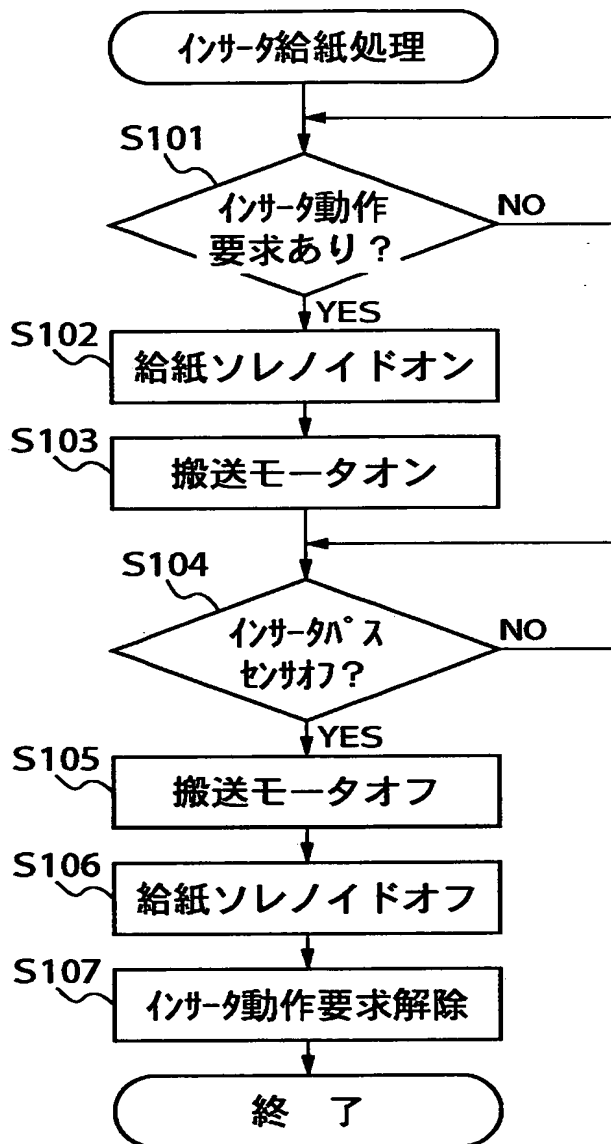 インサータ給紙処理
S101
インサータ動作
要求あり?
NO
YES
S102
給紙ソレノイドオン
S103
搬送モータオン
S104
インサータパス
センサオフ?
NO
YES
S105
搬送モータオフ
S106
給紙ソレノイドオフ
S107
インサータ動作要求解除
終 了